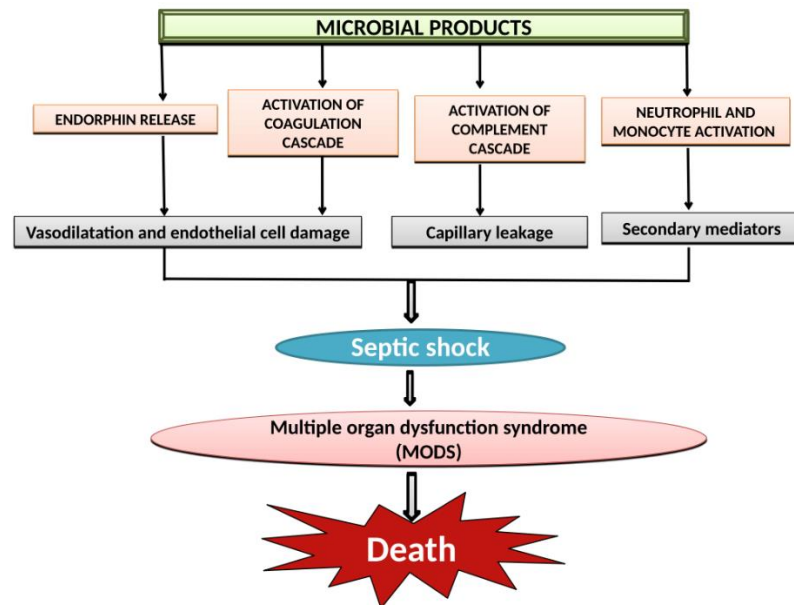 MICROBIAL PRODUCTS
ENDORPHIN RELEASE
ACTIVATION OF
COAGULATION
CASCADE
ACTIVATION OF
COMPLEMENT
CASCADE
NEUTROPHIL AND
MONOCYTE ACTIVATION
Vasodilatation and endothelial cell damage
Capillary leakage
Secondary mediators
Septic shock
Multiple organ dysfunction syndrome
(MODS)
Death